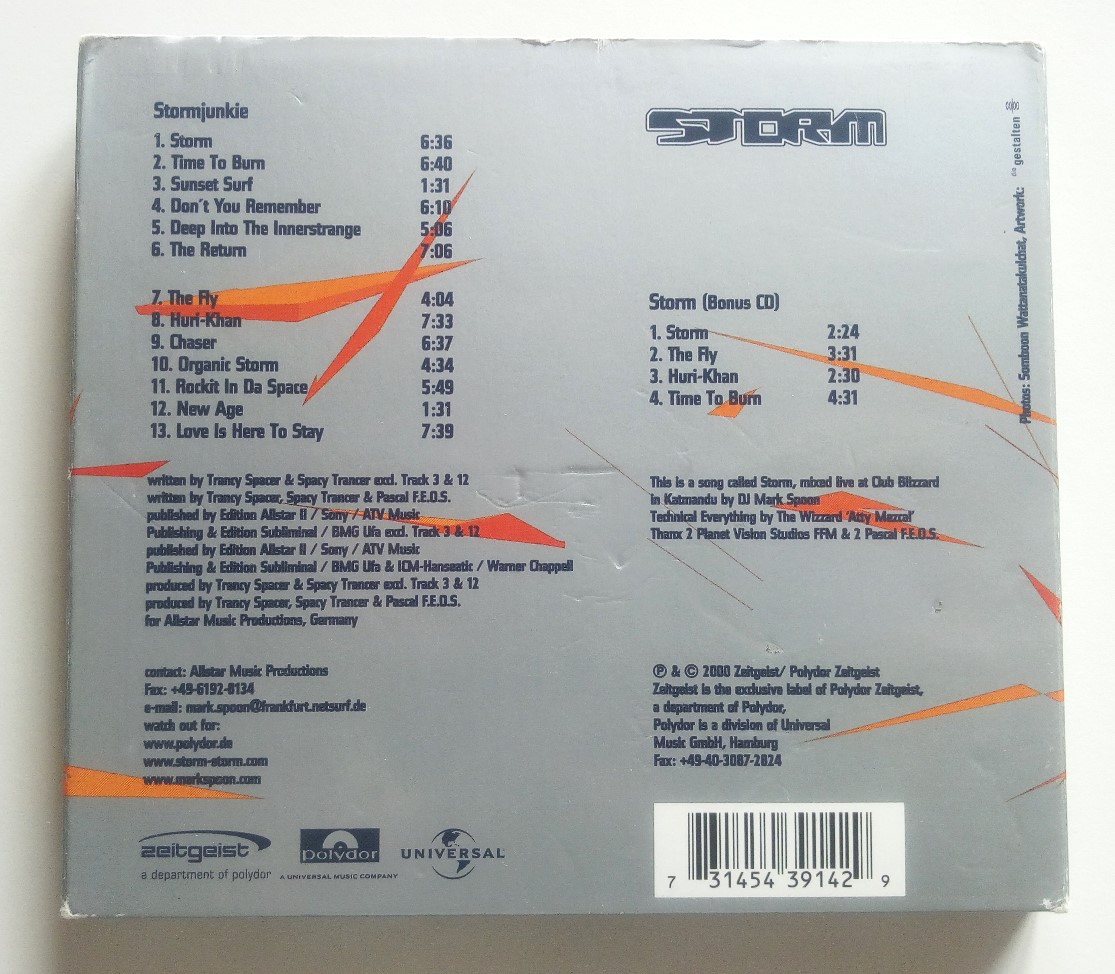 Stormjunkie
1. Storm 6:36
2. Time To Burn 6:40
3. Sunset Surf 1:31
4. Don't You Remember 6:10
5. Deep Into The Innerstrange 5:06
6. The Return 7:06
7. The Fly 4:04
8. Huri-Khan 7:33
9. Chaser 6:37
10. Organic Storm 4:34
11. Rockit In Da Space 5:49
12. New Age 1:31
13. Love Is Here To Stay 7:39
written by Trancy Spacer & Spacy Trancer excl. Track 3 & 12
written by Trancy Spacer, Spacy Trancer & Pascal F.E.O.S.
published by Edition Allstar II / Sony / ATV Music
Publishing & Edition Subliminal / BMG Ufa excl. Track 3 & 12
published by Edition Allstar II / Sony / ATV Music
Publishing & Edition Subliminal / BMG Ufa & ICM-Hanseatic / Warner Chappell
produced by Trancy Spacer & Spacy Trancer excl. Track 3 & 12
produced by Trancy Spacer, Spacy Trancer & Pascal F.E.O.S.
for Allstar Music Productions, Germany
contact: Allstar Music Productions
Fax: +49-6192-8134
e-mail: mark.spoon@frankfurt.netsurf.de
watch out for:
www.polydor.de
www.storm-storm.com
www.markspoon.com
zeitgeist
a department of polydor
polydor
A UNIVERSAL MUSIC COMPANY
UNIVERSAL
STORM
Storm (Bonus CD)
1. Storm 2:24
2. The Fly 3:31
3. Huri-Khan 2:30
4. Time To Burn 4:31
This is a song called Storm, mixed live at Club Blizzard
in Katmandu by DJ Mark Spoon
Technical Everything by The Wizzard 'Atty Mezcal'
Thanx 2 Planet Vision Studios FFM & 2 Pascal F.E.O.S.
℗ & © 2000 Zeitgeist/ Polydor Zeitgeist
Zeitgeist is the exclusive label of Polydor Zeitgeist,
a department of Polydor,
Polydor is a division of Universal
Music GmbH, Hamburg
Fax: +49-40-3087-2824
7 31454 39142 9
Photos: Somboon Wattanatakulchat, Artwork: die gestalten